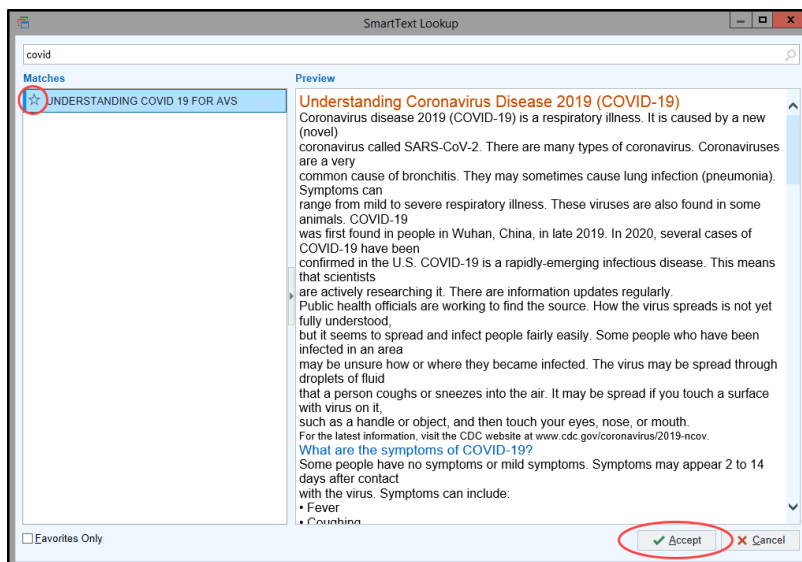 SmartText Lookup
covid
Matches
UNDERSTANDING COVID 19 FOR AVS
Preview
Understanding Coronavirus Disease 2019 (COVID-19)
Coronavirus disease 2019 (COVID-19) is a respiratory illness. It is caused by a new
(novel)
coronavirus called SARS-CoV-2. There are many types of coronavirus. Coronaviruses
are a very
common cause of bronchitis. They may sometimes cause lung infection (pneumonia).
Symptoms can
range from mild to severe respiratory illness. These viruses are also found in some
animals. COVID-19
was first found in people in Wuhan, China, in late 2019. In 2020, several cases of
COVID-19 have been
confirmed in the U.S. COVID-19 is a rapidly-emerging infectious disease. This means
that scientists
are actively researching it. There are information updates regularly.
Public health officials are working to find the source. How the virus spreads is not yet
fully understood,
but it seems to spread and infect people fairly easily. Some people who have been
infected in an area
may be unsure how or where they became infected. The virus may be spread through
droplets of fluid
that a person coughs or sneezes into the air. It may be spread if you touch a surface
with virus on it,
such as a handle or object, and then touch your eyes, nose, or mouth.
For the latest information, visit the CDC website at www.cdc.gov/coronavirus/2019-ncov.
What are the symptoms of COVID-19?
Some people have no symptoms or mild symptoms. Symptoms may appear 2 to 14
days after contact
with the virus. Symptoms can include:
• Fever
• Coughing
Favorites Only
Accept
Cancel